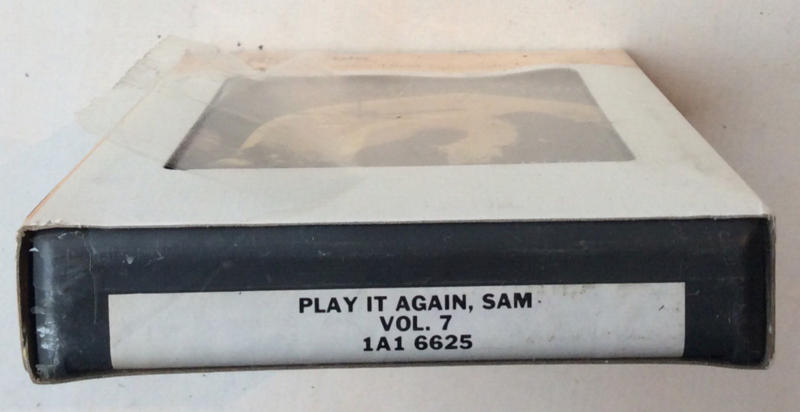 PLAY IT AGAIN, SAM
VOL. 7
1A1 6625